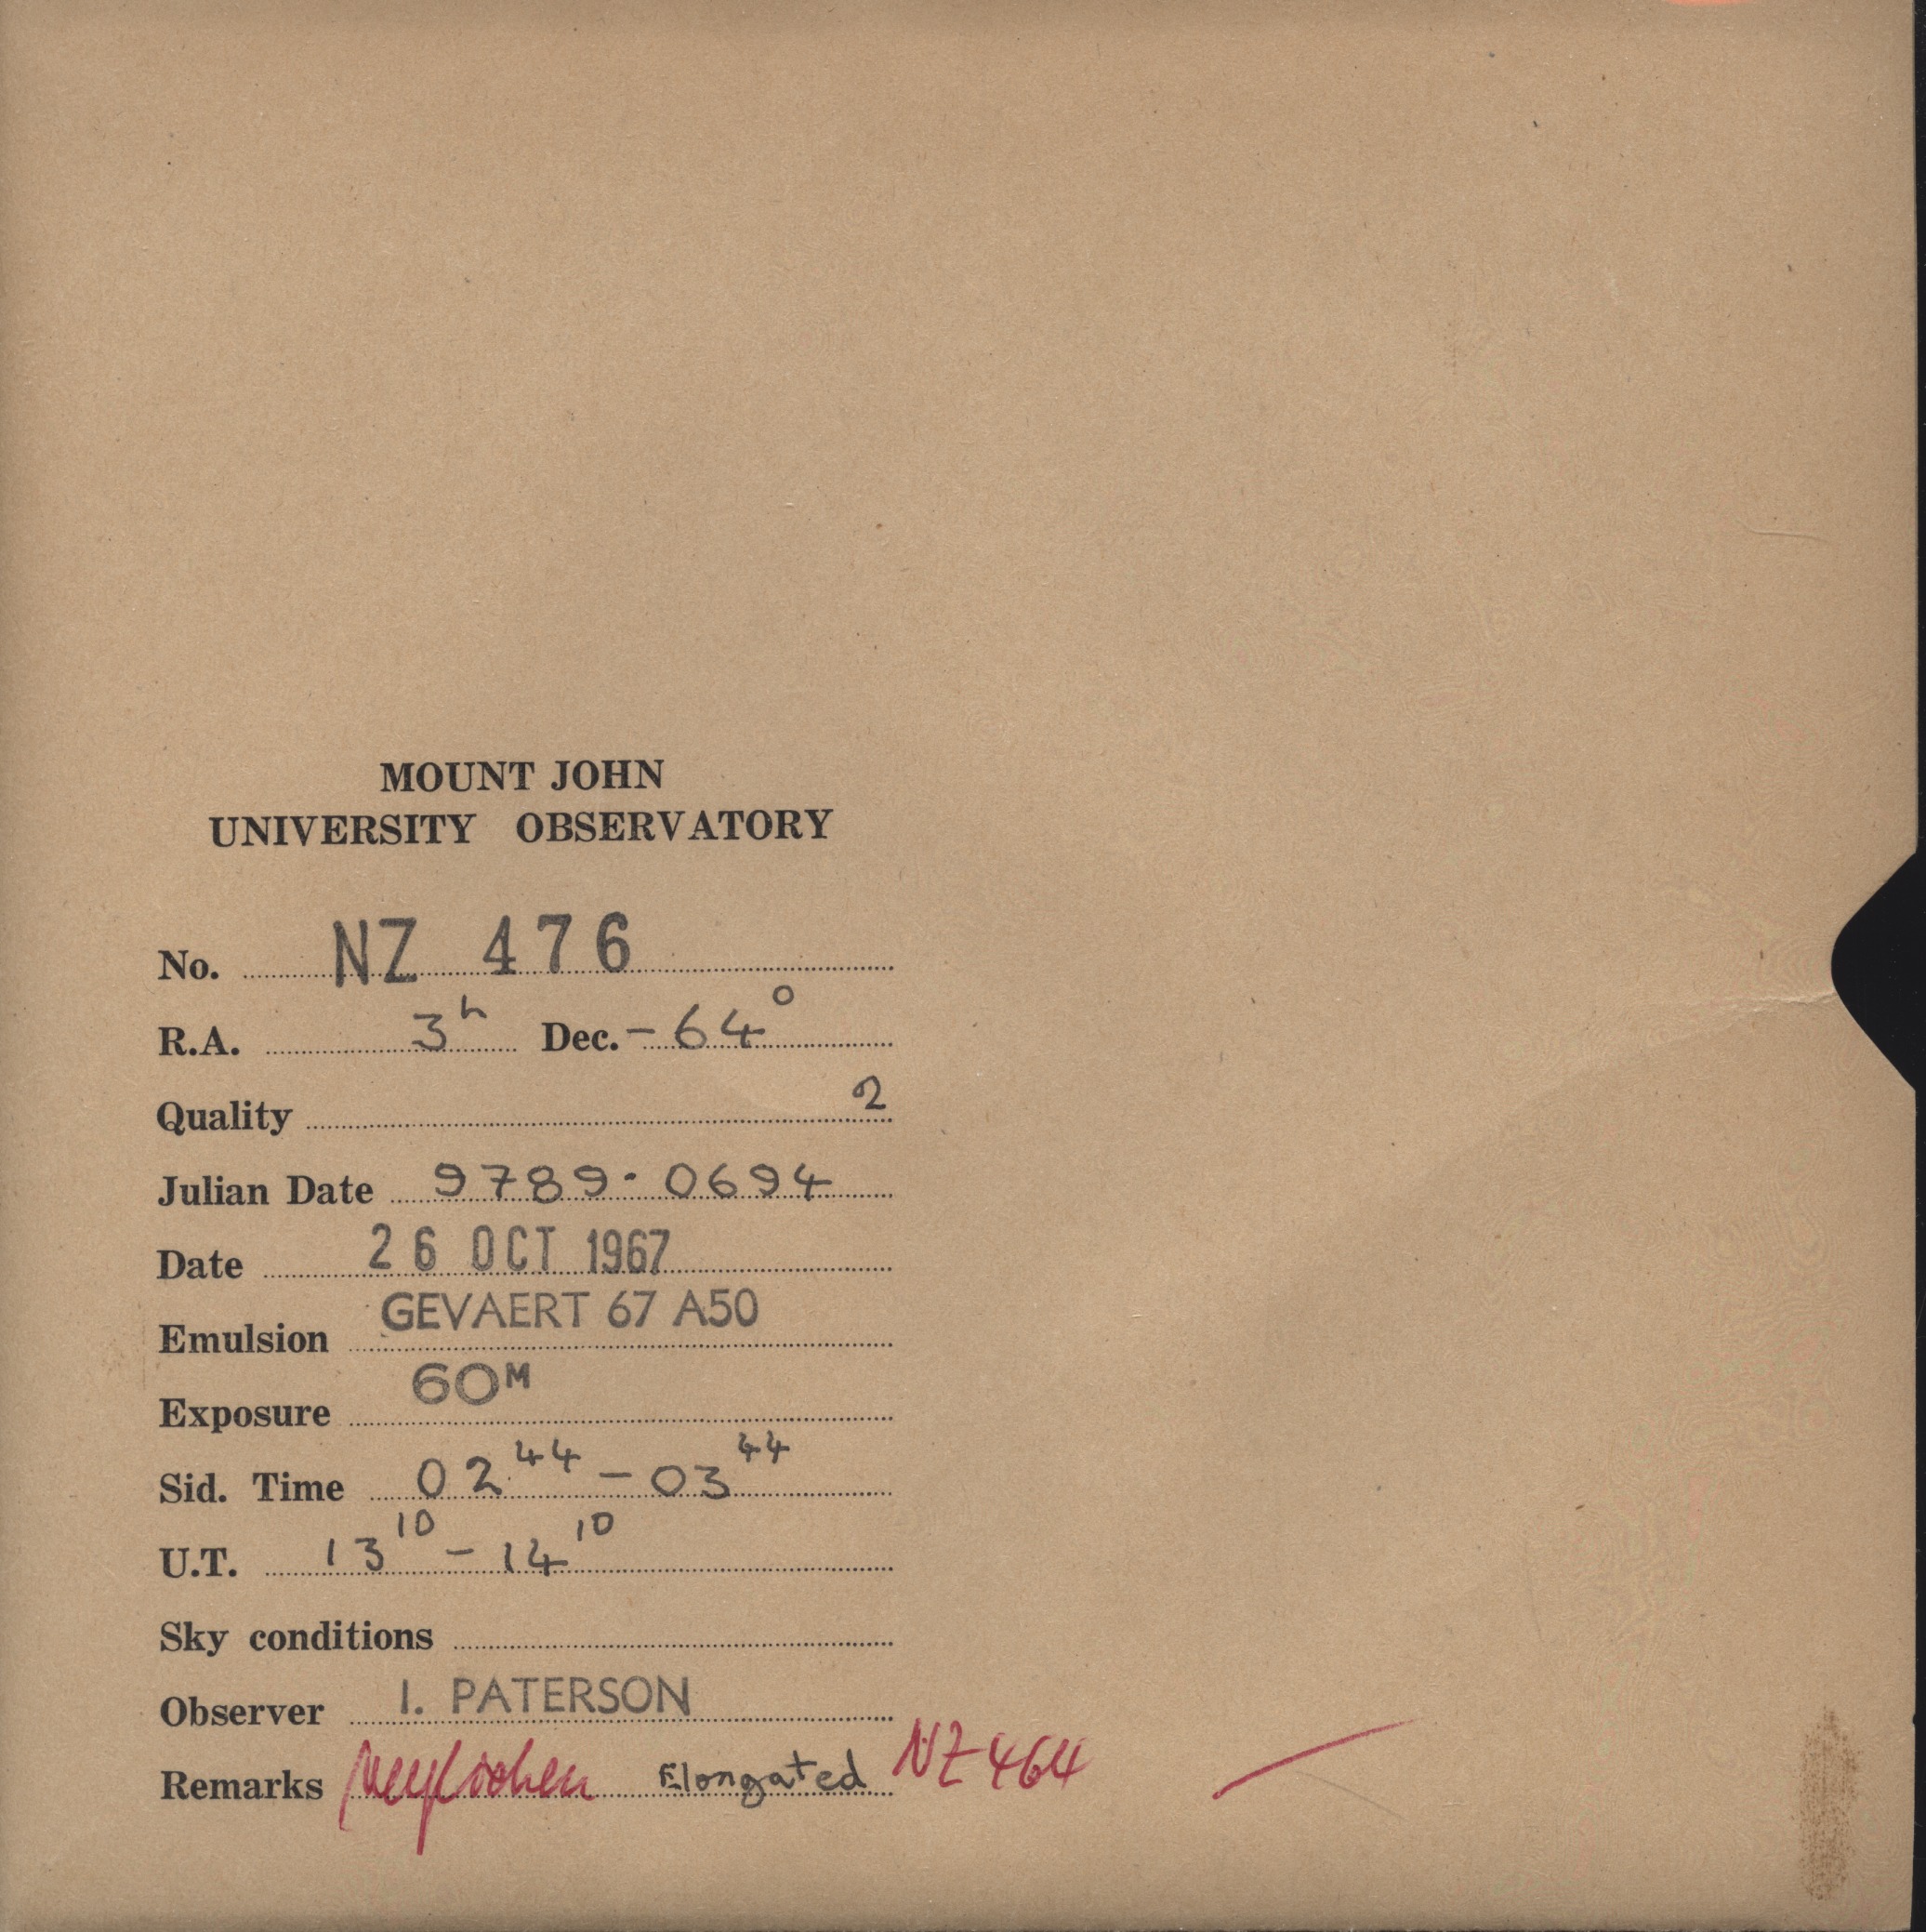 MOUNT JOHN
UNIVERSITY OBSERVATORY
No. NZ 476
R.A. 3h Dec. -64°
Quality 2
Julian Date 9789.0694
Date 26 OCT 1967
Emulsion GEVAERT 67 A50
Exposure 60M
Sid. Time 02 44 - 03 44
U.T. 13 10 - 14 10
Sky conditions
Observer I. PATERSON
Remarks Elongated NZ 464